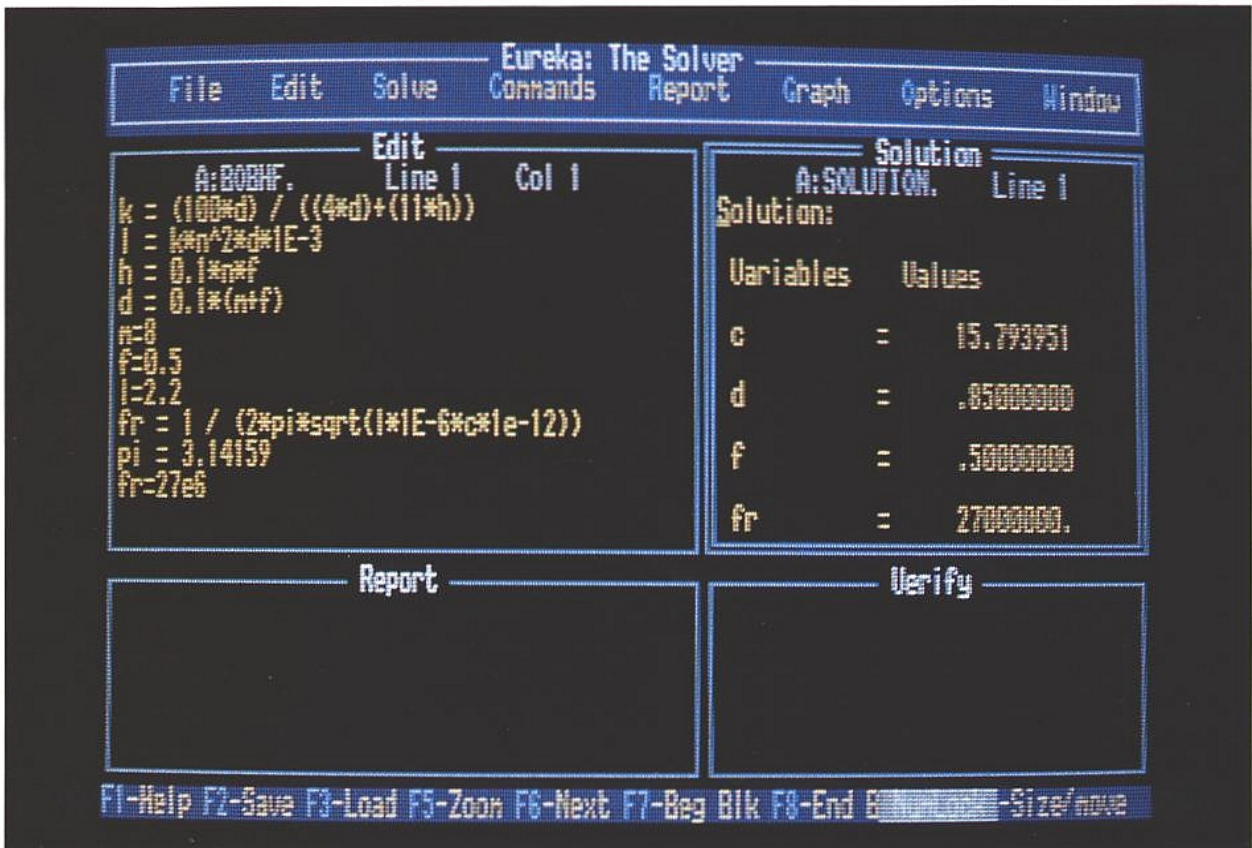 Eureka: The Solver
File Edit Solve Commands Report Graph Options Window
Edit
A:BOBHF. Line 1 Col 1
k = (100*d) / ((4*d)+(11*h))
l = k*n^2*d*1E-3
h = 0.1*n*f
d = 0.1*(m+f)
m=8
f=0.5
l=2.2
fr = 1 / (2*pi*sqrt(l*1E-6*c*1e-12))
pi = 3.14159
fr=27e6
Solution
A:SOLUTION. Line 1
Solution:
Variables Values
c = 15.793951
d = .85000000
f = .50000000
fr = 27000000.
Report
Verify
F1-Help F2-Save F3-Load F5-Zoom F6-Next F7-Beg Blk F8-End -Size/move